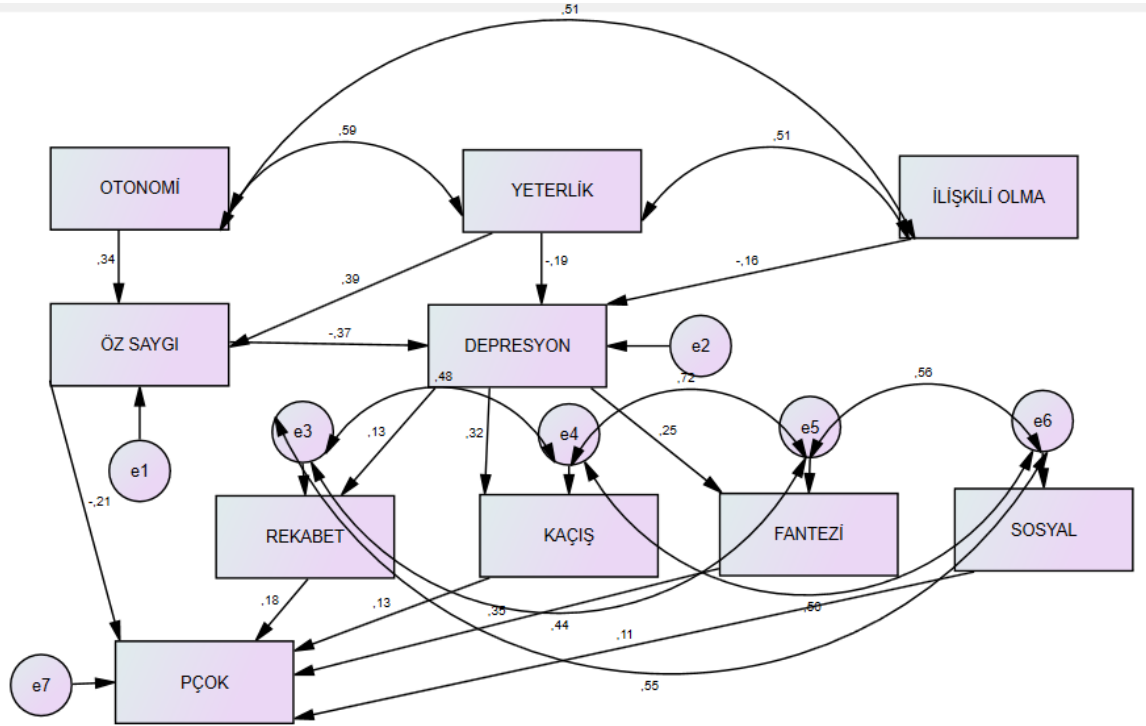 ,51
,59
,51
OTONOMİ
YETERLİK
İLİŞKİLİ OLMA
,34
,39
-,19
-,16
ÖZ SAYGI
-,37
DEPRESYON
e2
,48
,72
,56
e3
,13
,32
e4
,25
e5
e6
e1
-,21
REKABET
KAÇIŞ
FANTEZİ
SOSYAL
,18
,13
,35
,44
,50
,11
e7
PÇOK
,55